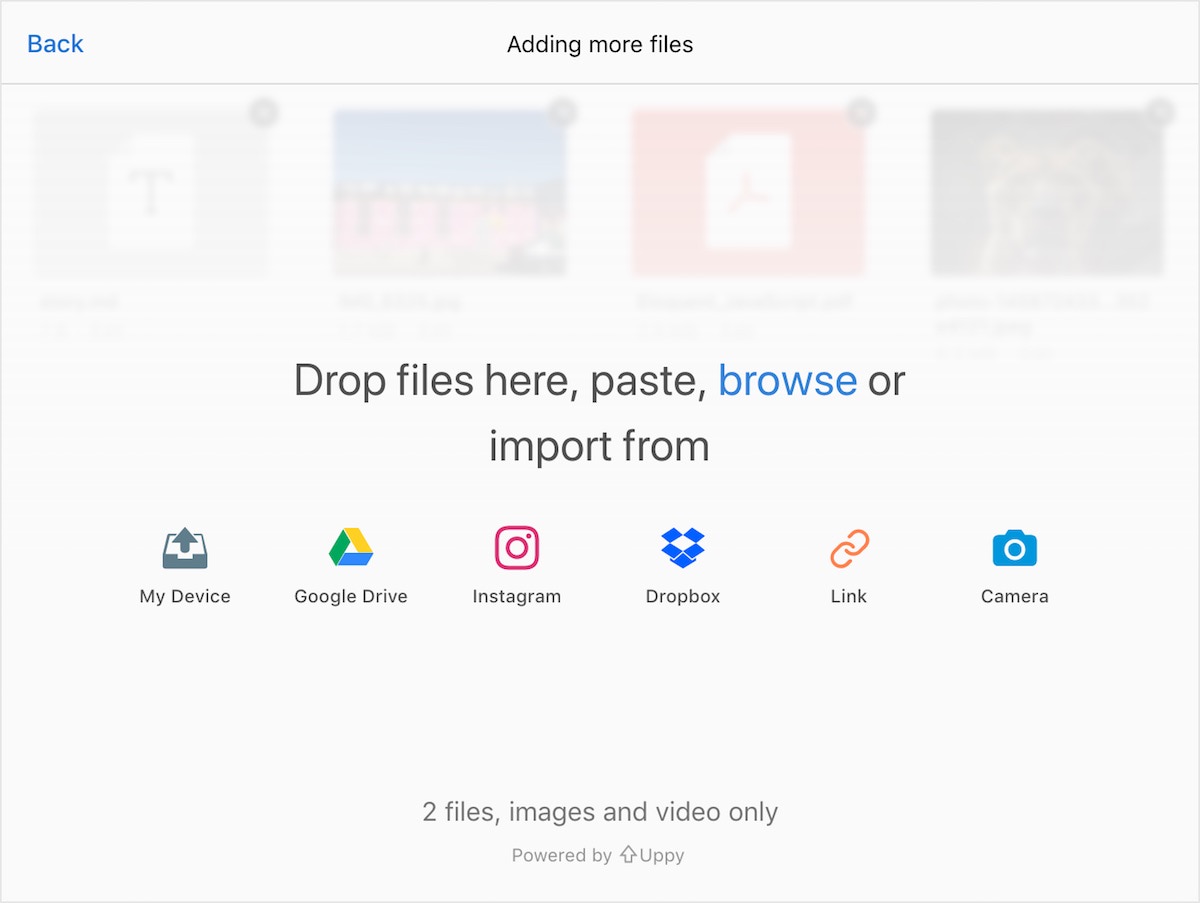 Back
Adding more files
Drop files here, paste, browse or
import from
My Device
Google Drive
Instagram
Dropbox
Link
Camera
2 files, images and video only
Powered by Uppy